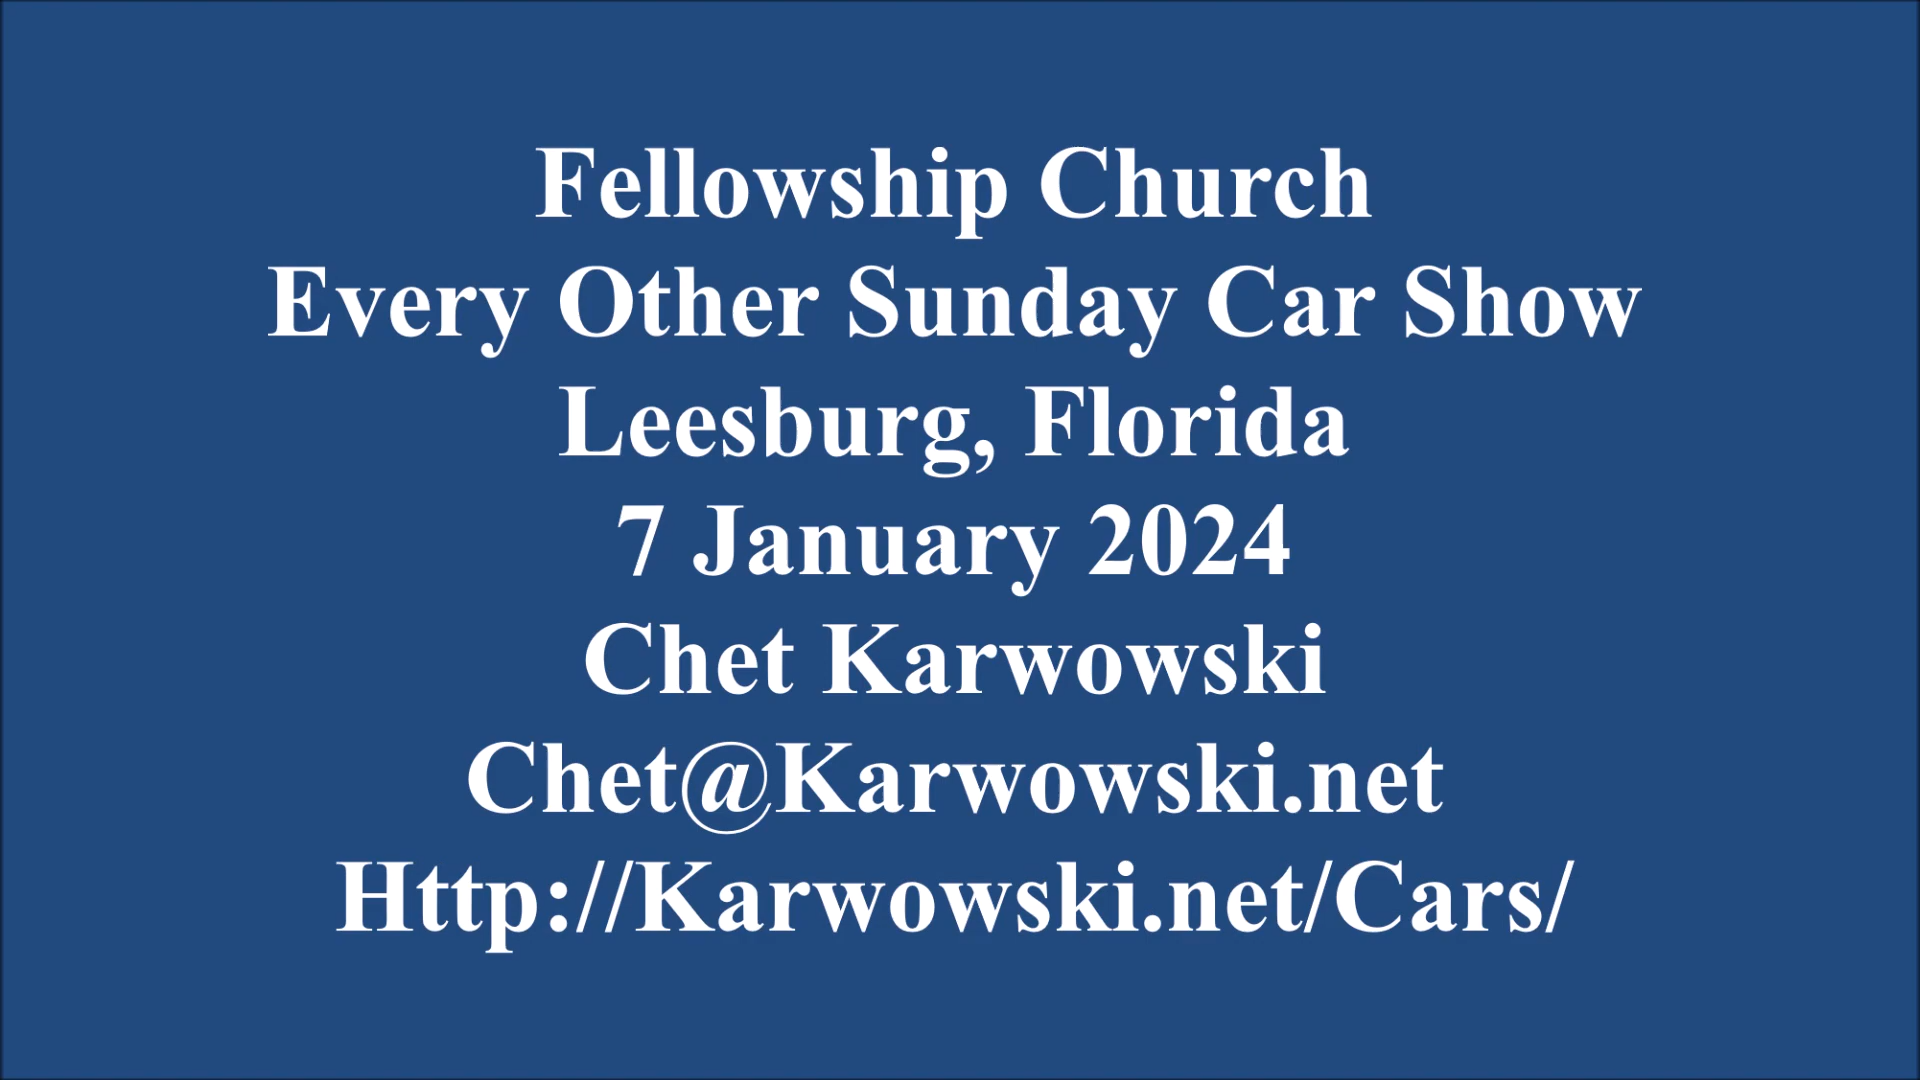 Fellowship Church
Every Other Sunday Car Show
Leesburg, Florida
7 January 2024
Chet Karwowski
Chet@Karwowski.net
Http://Karwowski.net/Cars/